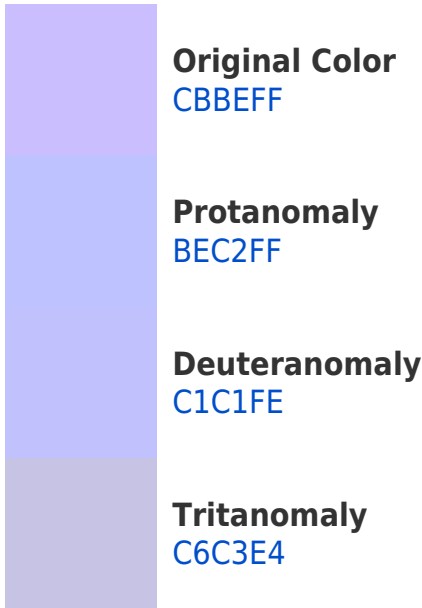 Original Color
CBBEFF
Protanomaly
BEC2FF
Deuteranomaly
C1C1FE
Tritanomaly
C6C3E4